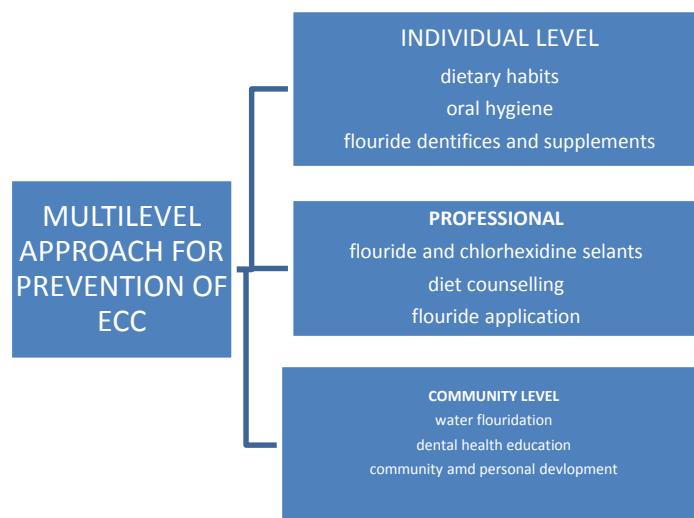 MULTILEVEL
APPROACH FOR
PREVENTION OF
ECC
INDIVIDUAL LEVEL
dietary habits
oral hygiene
flouride dentifices and supplements
PROFESSIONAL
flouride and chlorhexidine selants
diet counselling
flouride application
COMMUNITY LEVEL
water flouridation
dental health education
community amd personal devlopment